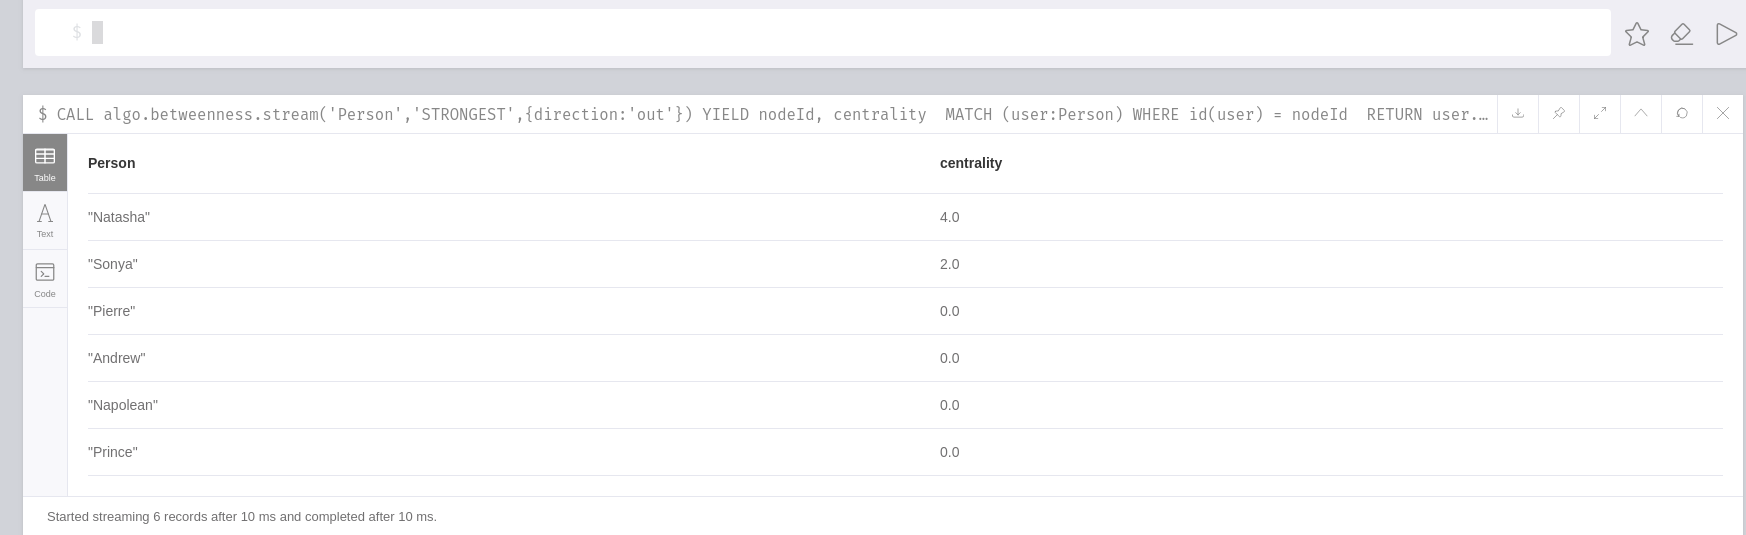 $
$ CALL algo.betweenness.stream('Person','STRONGEST',{direction:'out'}) YIELD nodeId, centrality  MATCH (user:Person) WHERE id(user) = nodeId  RETURN user.…
Table
Text
Code
Person centrality
"Natasha" 4.0
"Sonya" 2.0
"Pierre" 0.0
"Andrew" 0.0
"Napolean" 0.0
"Prince" 0.0
Started streaming 6 records after 10 ms and completed after 10 ms.